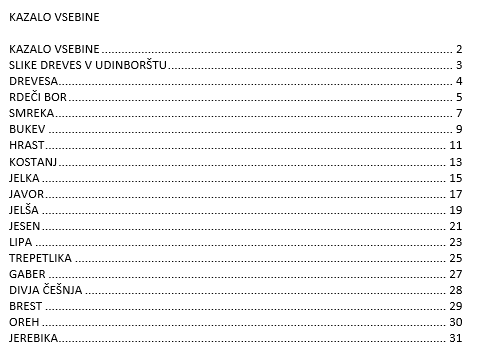 KAZALO VSEBINE
KAZALO VSEBINE ........ 2
SLIKE DREVES V UDINBORŠTU ........ 3
DREVESA ........ 4
RDEČI BOR ........ 5
SMREKA ........ 7
BUKEV ........ 9
HRAST ........ 11
KOSTANJ ........ 13
JELKA ........ 15
JAVOR ........ 17
JELŠA ........ 19
JESEN ........ 21
LIPA ........ 23
TREPETLIKA ........ 25
GABER ........ 27
DIVJA ČEŠNJA ........ 28
BREST ........ 29
OREH ........ 30
JEREBIKA ........ 31